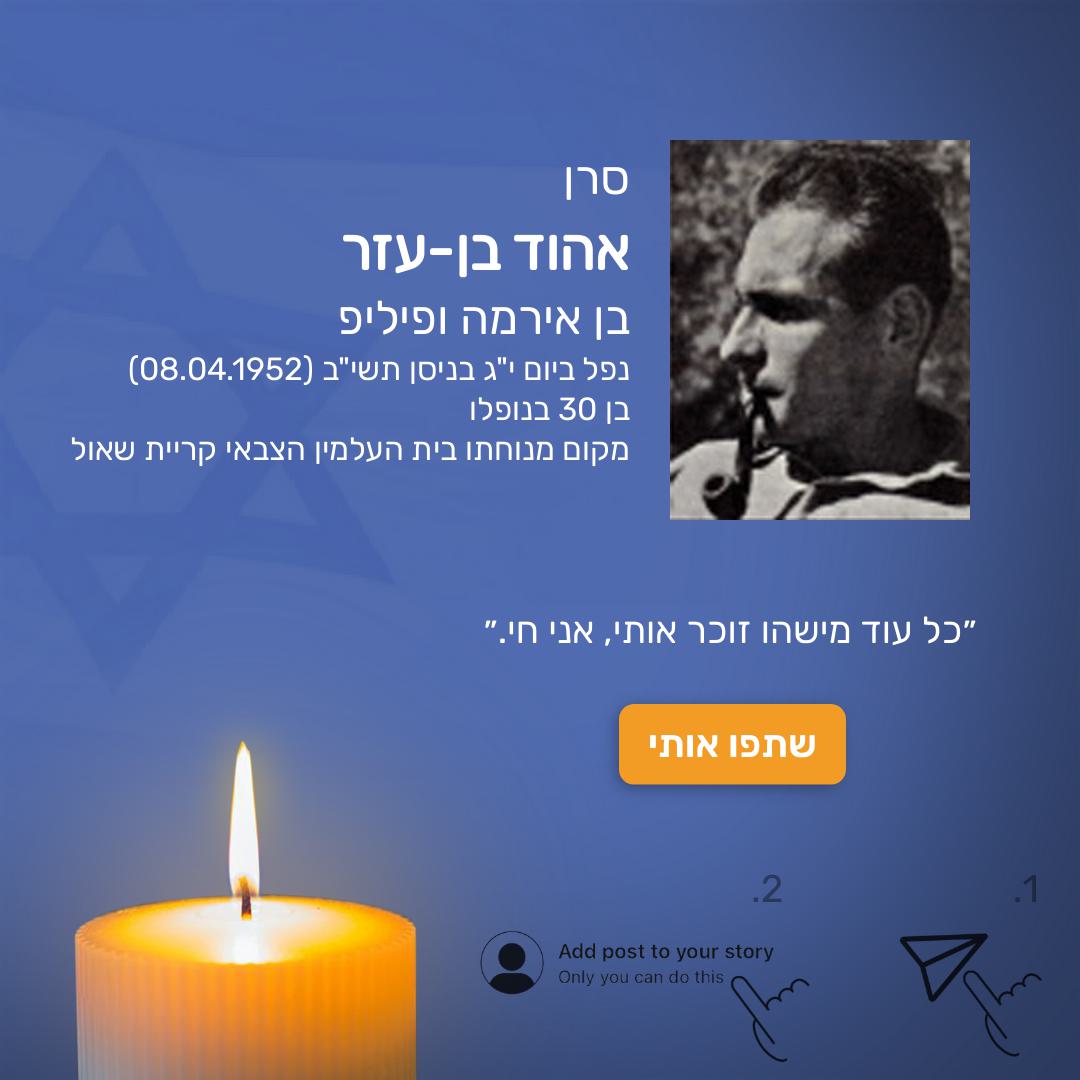 סרן
אהוד בן-עזר
בן אירמה ופיליפ
נפל ביום י"ג בניסן תשי"ב (08.04.1952)
בן 30 בנופלו
מקום מנוחתו בית העלמין הצבאי קריית שאול
״כל עוד מישהו זוכר אותי, אני חי.״
שתפו אותי
.1
.2
Add post to your story
Only you can do this